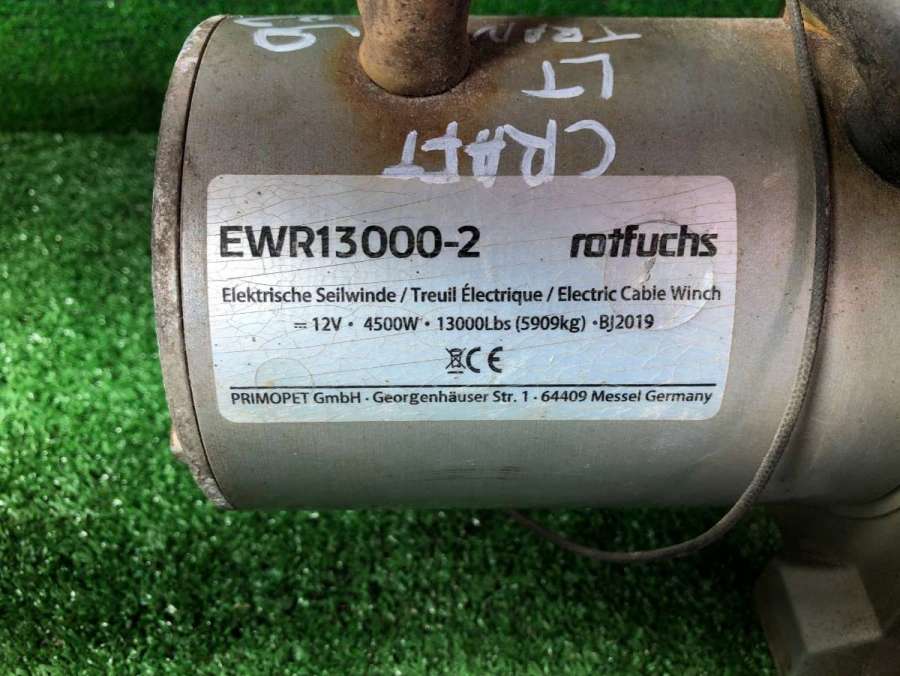 CRAFT
LT
EWR13000-2
rotfuchs
Elektrische Seilwinde / Treuil Électrique / Electric Cable Winch
⎓ 12V • 4500W • 13000Lbs (5909kg) • BJ2019
CE
PRIMOPET GmbH · Georgenhäuser Str. 1 · 64409 Messel Germany